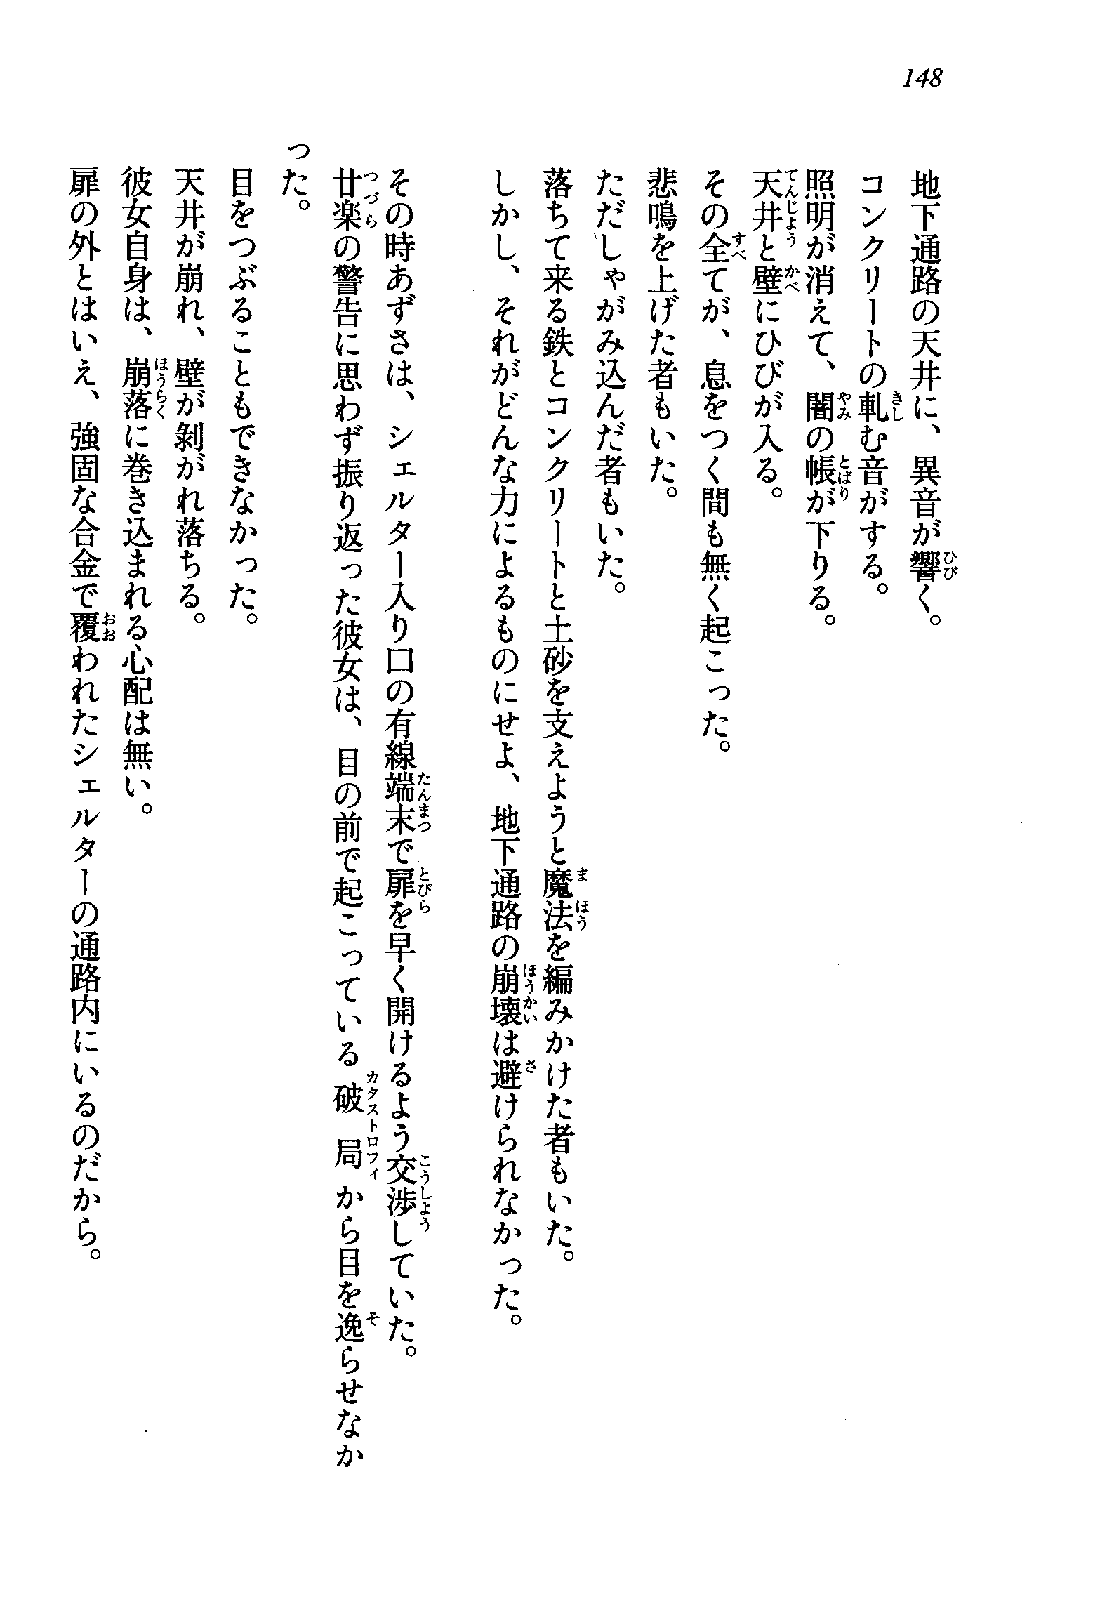 148
地下通路の天井に、異音が響く。
コンクリートの軋む音がする。
照明が消えて、闇の帳が下りる。
天井と壁にひびが入る。
その全てが、息をつく間も無く起こった。
悲鳴を上げた者もいた。
ただしゃがみ込んだ者もいた。
落ちて来る鉄とコンクリートと土砂を支えようと魔法を編みかけた者もいた。
しかし、それがどんな力によるものにせよ、地下通路の崩壊は避けられなかった。
その時あずさは、シェルター入り口の有線端末で扉を早く開けるよう交渉していた。
廿楽の警告に思わず振り返った彼女は、目の前で起こっている破局から目を逸らせなか
った。
目をつぶることもできなかった。
天井が崩れ、壁が剝がれ落ちる。
彼女自身は、崩落に巻き込まれる心配は無い。
扉の外とはいえ、強固な合金で覆われたシェルターの通路内にいるのだから。